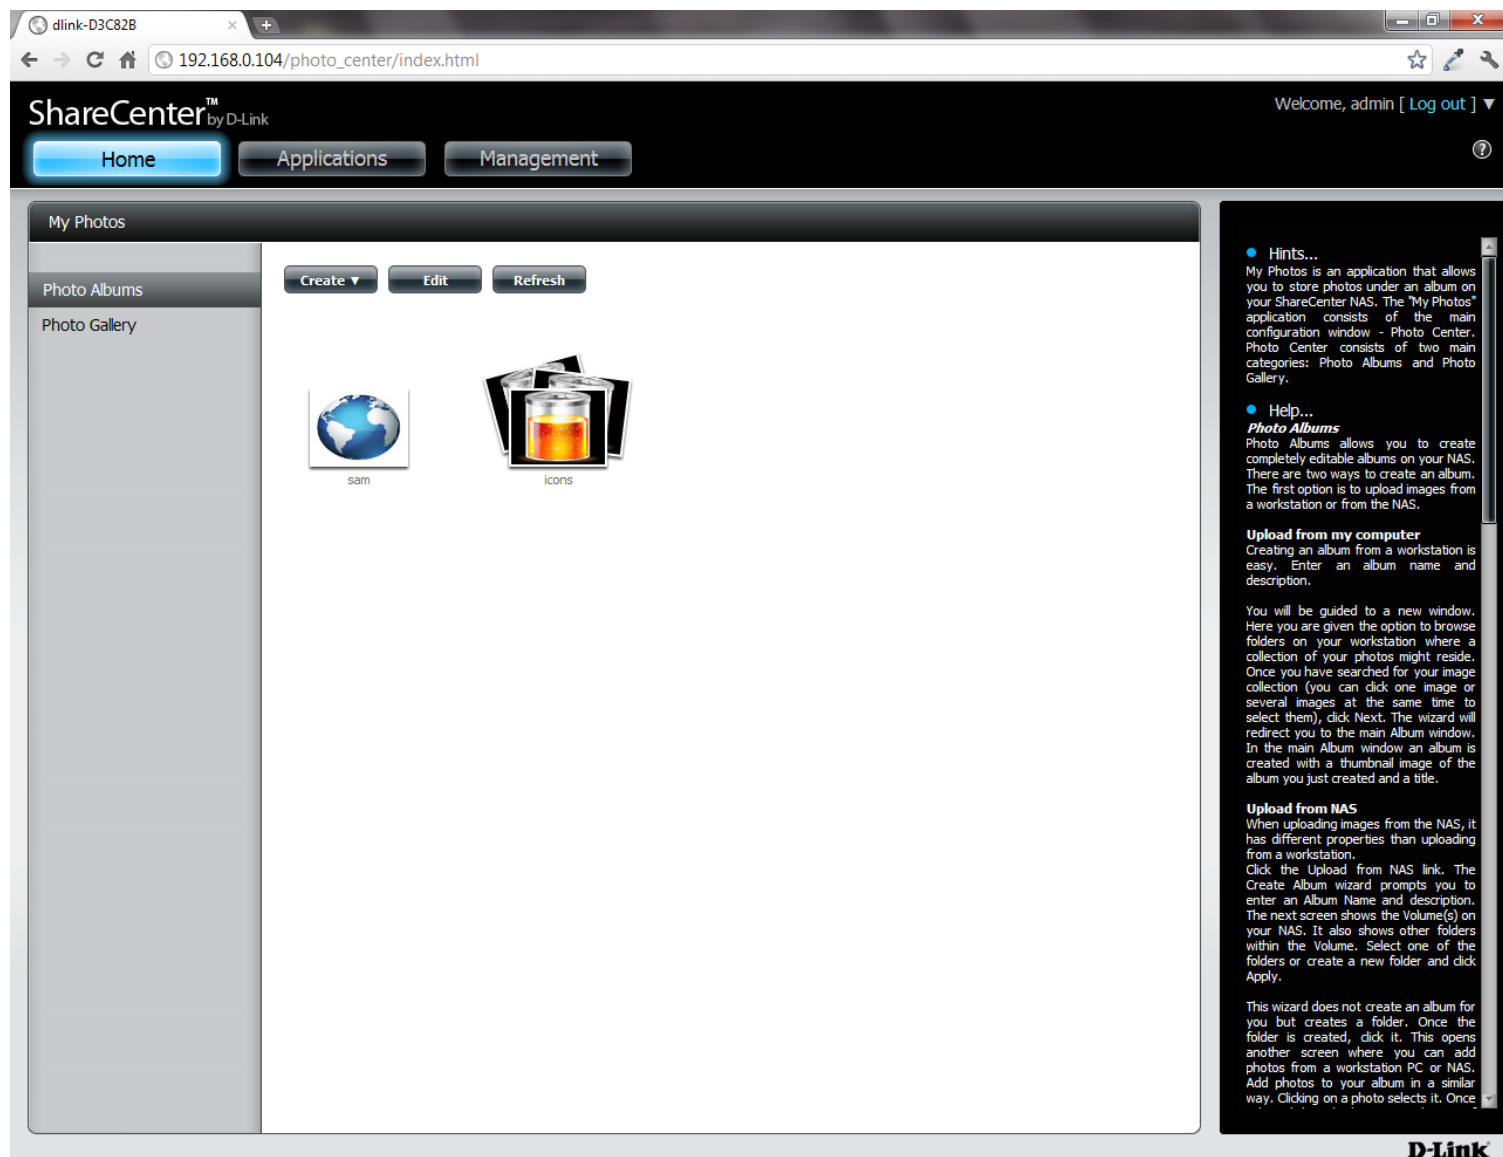 dlink-D3C82B
192.168.0.104/photo_center/index.html
ShareCenter™ by D-Link
Welcome, admin [ Log out ] ▼
Home
Applications
Management
My Photos
Photo Albums
Photo Gallery
Create ▼
Edit
Refresh
sam
icons
Hints...
My Photos is an application that allows
you to store photos under an album on
your ShareCenter NAS. The "My Photos"
application consists of the main
configuration window - Photo Center.
Photo Center consists of two main
categories: Photo Albums and Photo
Gallery.
Help...
Photo Albums
Photo Albums allows you to create
completely editable albums on your NAS.
There are two ways to create an album.
The first option is to upload images from
a workstation or from the NAS.
Upload from my computer
Creating an album from a workstation is
easy. Enter an album name and
description.
You will be guided to a new window.
Here you are given the option to browse
folders on your workstation where a
collection of your photos might reside.
Once you have searched for your image
collection (you can click one image or
several images at the same time to
select them), click Next. The wizard will
redirect you to the main Album window.
In the main Album window an album is
created with a thumbnail image of the
album you just created and a title.
Upload from NAS
When uploading images from the NAS, it
has different properties than uploading
from a workstation.
Click the Upload from NAS link. The
Create Album wizard prompts you to
enter an Album Name and description.
The next screen shows the Volume(s) on
your NAS. It also shows other folders
within the Volume. Select one of the
folders or create a new folder and click
Apply.
This wizard does not create an album for
you but creates a folder. Once the
folder is created, click it. This opens
another screen where you can add
photos from a workstation PC or NAS.
Add photos to your album in a similar
way. Clicking on a photo selects it. Once
D-Link